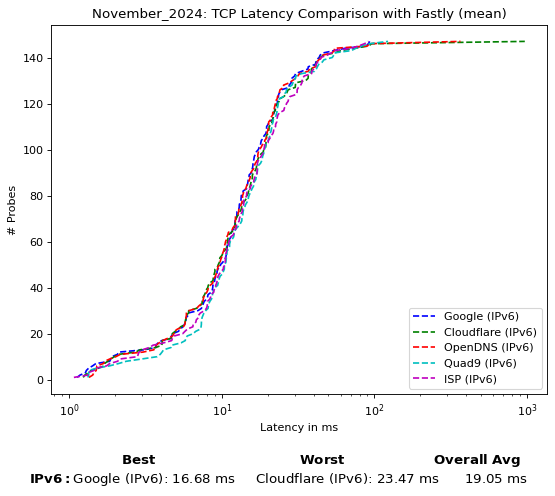 November_2024: TCP Latency Comparison with Fastly (mean)
# Probes
140
120
100
80
60
40
20
0
10^0
10^1
10^2
10^3
Latency in ms
Google (IPv6)
Cloudflare (IPv6)
OpenDNS (IPv6)
Quad9 (IPv6)
ISP (IPv6)
Best Worst Overall Avg
IPv6: Google (IPv6): 16.68 ms Cloudflare (IPv6): 23.47 ms 19.05 ms